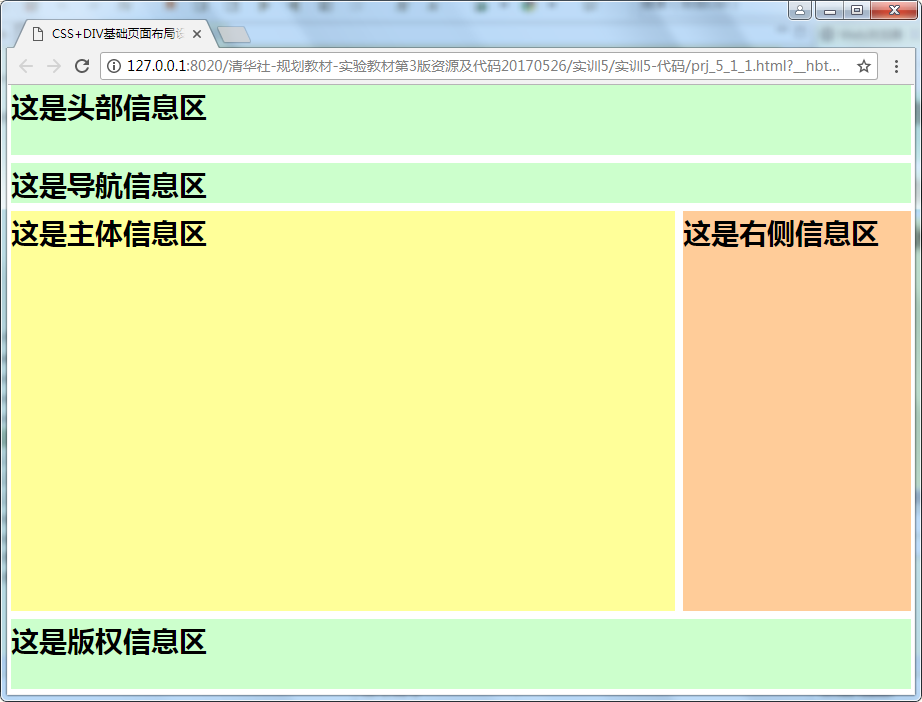 CSS+DIV基础页面布局
127.0.0.1:8020/清华社-规划教材-实验教材第3版资源及代码20170526/实训5/实训5-代码/prj_5_1_1.html?__hbt...
这是头部信息区
这是导航信息区
这是主体信息区
这是右侧信息区
这是版权信息区